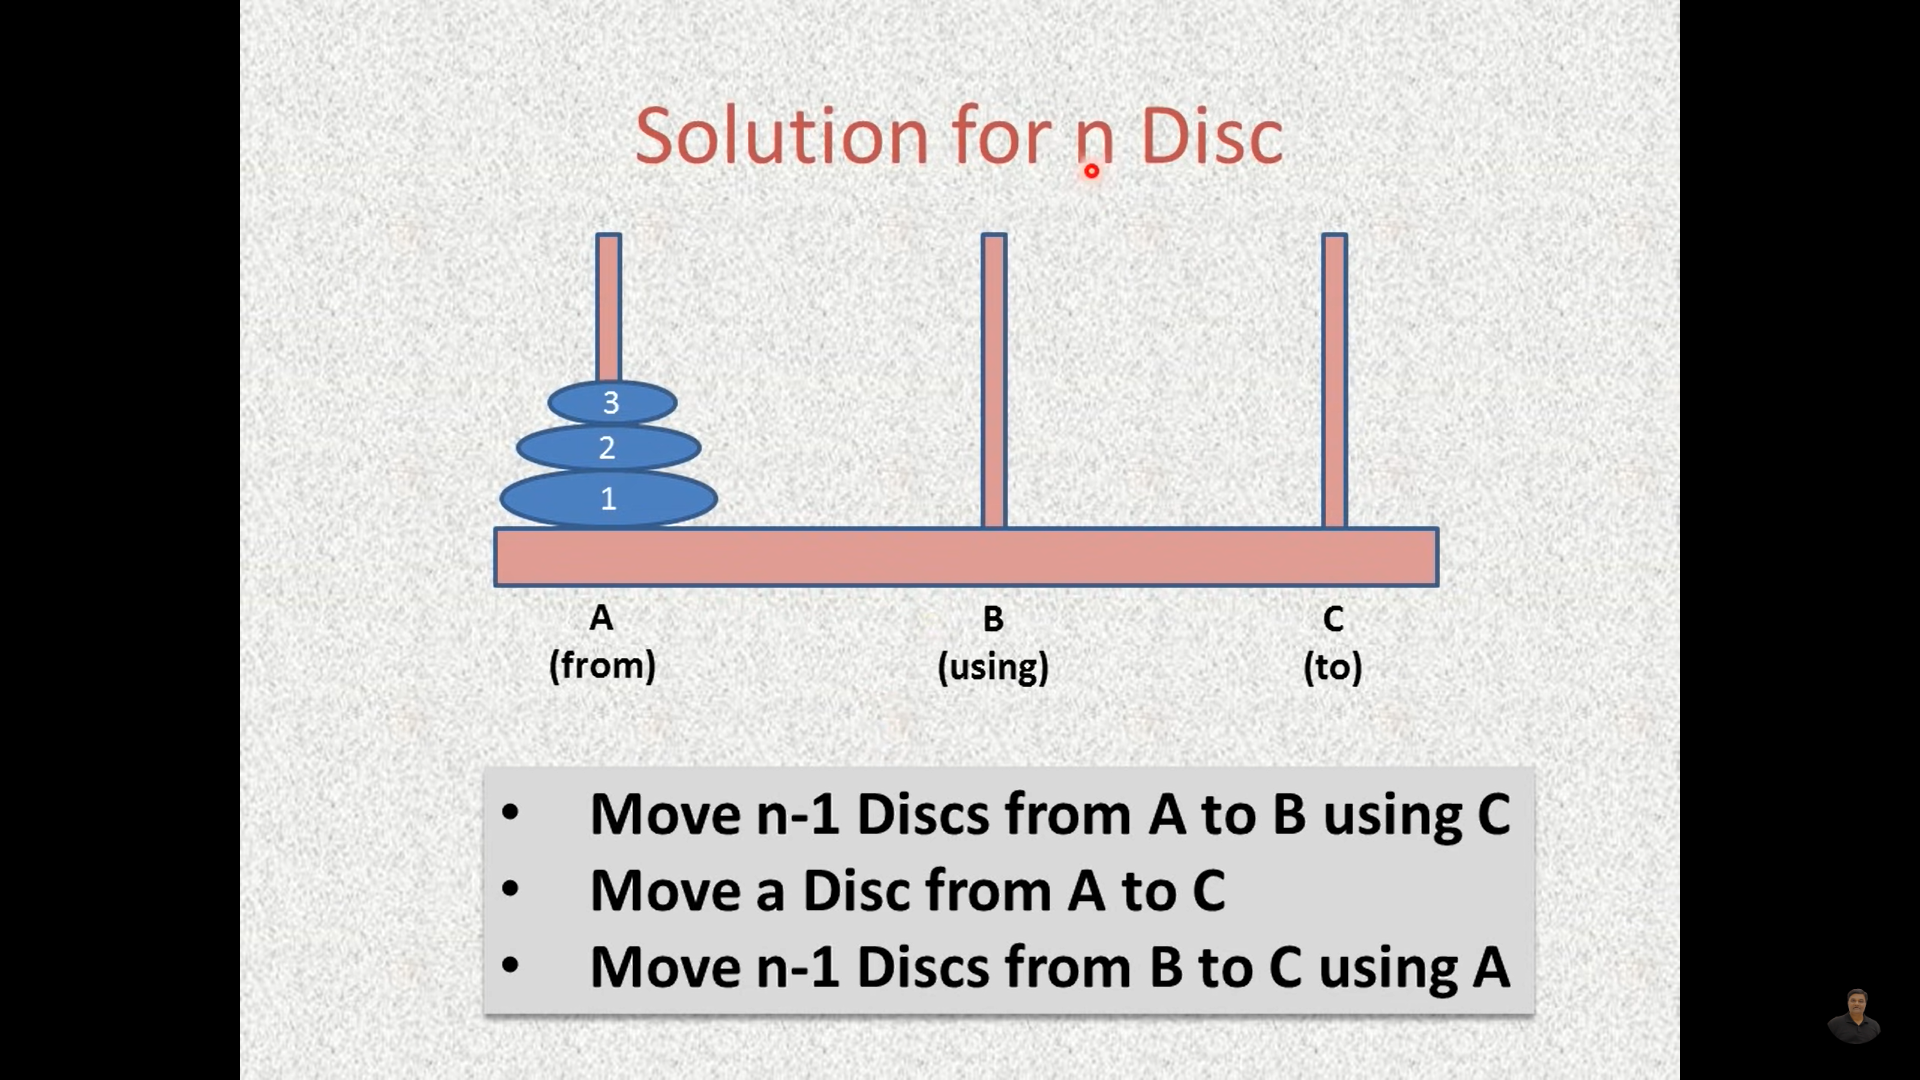 Solution for n Disc
3
2
1
A B C
(from) (using) (to)
• Move n-1 Discs from A to B using C
• Move a Disc from A to C
• Move n-1 Discs from B to C using A